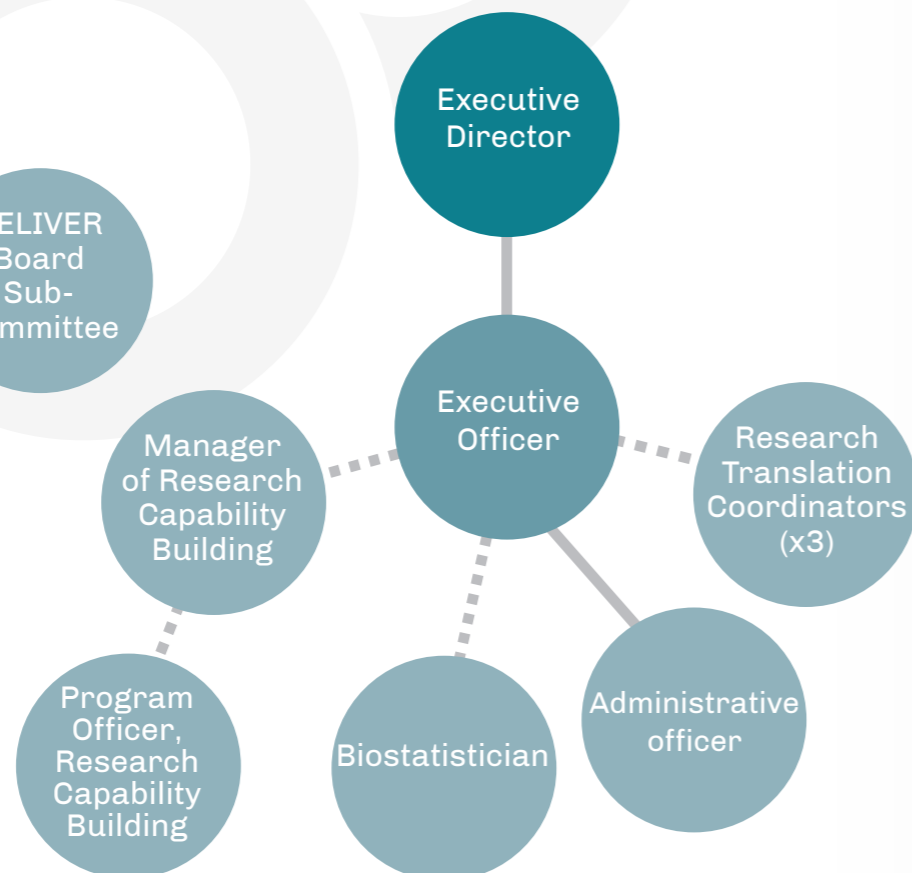 Executive
Director
ELIVER
Board
Sub-
mmittee
Executive
Officer
Manager
of Research
Capability
Building
Research
Translation
Coordinators
(x3)
Program
Officer,
Research
Capability
Building
Biostatistician
Administrative
officer